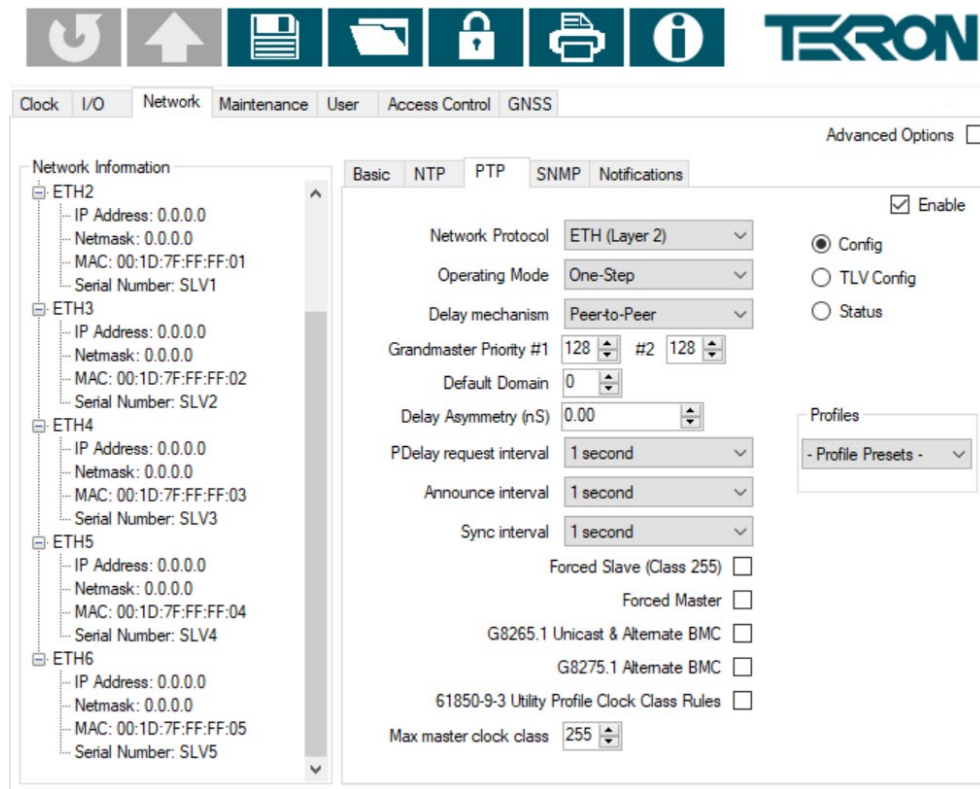 TEKRON
Clock I/O Network Maintenance User Access Control GNSS
Advanced Options
Network Information
ETH2
IP Address: 0.0.0.0
Netmask: 0.0.0.0
MAC: 00:1D:7F:FF:FF:01
Serial Number: SLV1
ETH3
IP Address: 0.0.0.0
Netmask: 0.0.0.0
MAC: 00:1D:7F:FF:FF:02
Serial Number: SLV2
ETH4
IP Address: 0.0.0.0
Netmask: 0.0.0.0
MAC: 00:1D:7F:FF:FF:03
Serial Number: SLV3
ETH5
IP Address: 0.0.0.0
Netmask: 0.0.0.0
MAC: 00:1D:7F:FF:FF:04
Serial Number: SLV4
ETH6
IP Address: 0.0.0.0
Netmask: 0.0.0.0
MAC: 00:1D:7F:FF:FF:05
Serial Number: SLV5
Basic NTP PTP SNMP Notifications
Enable
Network Protocol ETH (Layer 2)
Operating Mode One-Step
Delay mechanism Peer-to-Peer
Grandmaster Priority #1 128 #2 128
Default Domain 0
Delay Asymmetry (nS) 0.00
PDelay request interval 1 second
Announce interval 1 second
Sync interval 1 second
Forced Slave (Class 255)
Forced Master
G8265.1 Unicast & Alternate BMC
G8275.1 Alternate BMC
61850-9-3 Utility Profile Clock Class Rules
Max master clock class 255
Config
TLV Config
Status
Profiles
- Profile Presets -